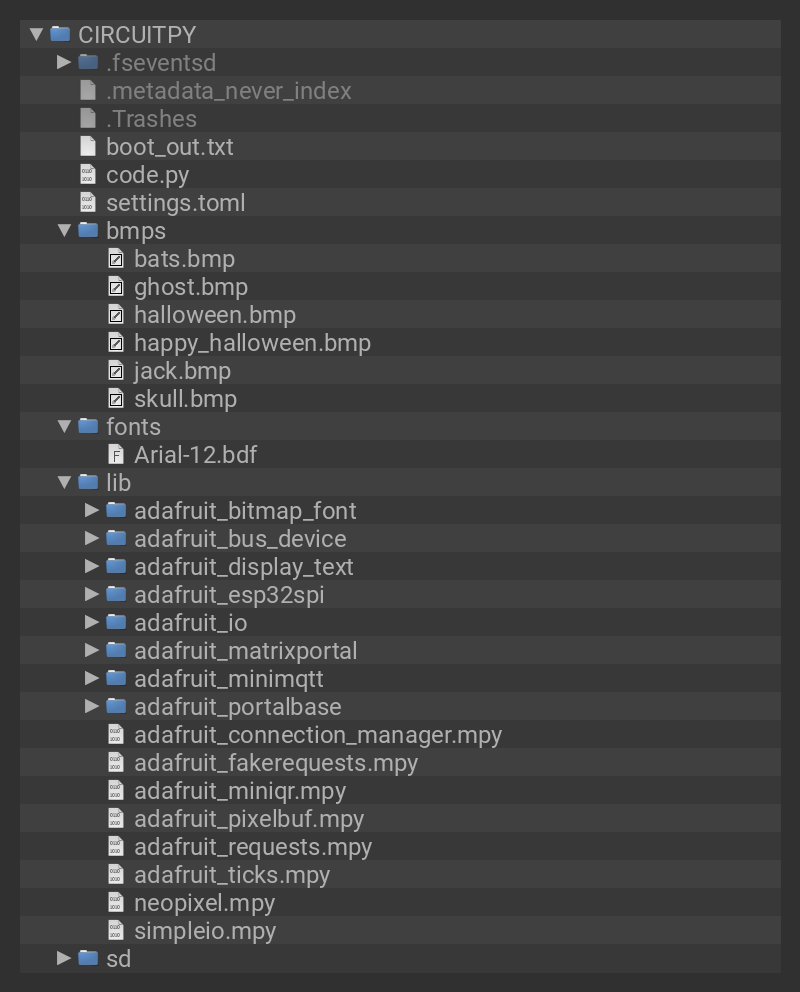 CIRCUITPY
.fseventsd
.metadata_never_index
.Trashes
boot_out.txt
code.py
settings.toml
bmps
bats.bmp
ghost.bmp
halloween.bmp
happy_halloween.bmp
jack.bmp
skull.bmp
fonts
Arial-12.bdf
lib
adafruit_bitmap_font
adafruit_bus_device
adafruit_display_text
adafruit_esp32spi
adafruit_io
adafruit_matrixportal
adafruit_minimqtt
adafruit_portalbase
adafruit_connection_manager.mpy
adafruit_fakerequests.mpy
adafruit_miniqr.mpy
adafruit_pixelbuf.mpy
adafruit_requests.mpy
adafruit_ticks.mpy
neopixel.mpy
simpleio.mpy
sd